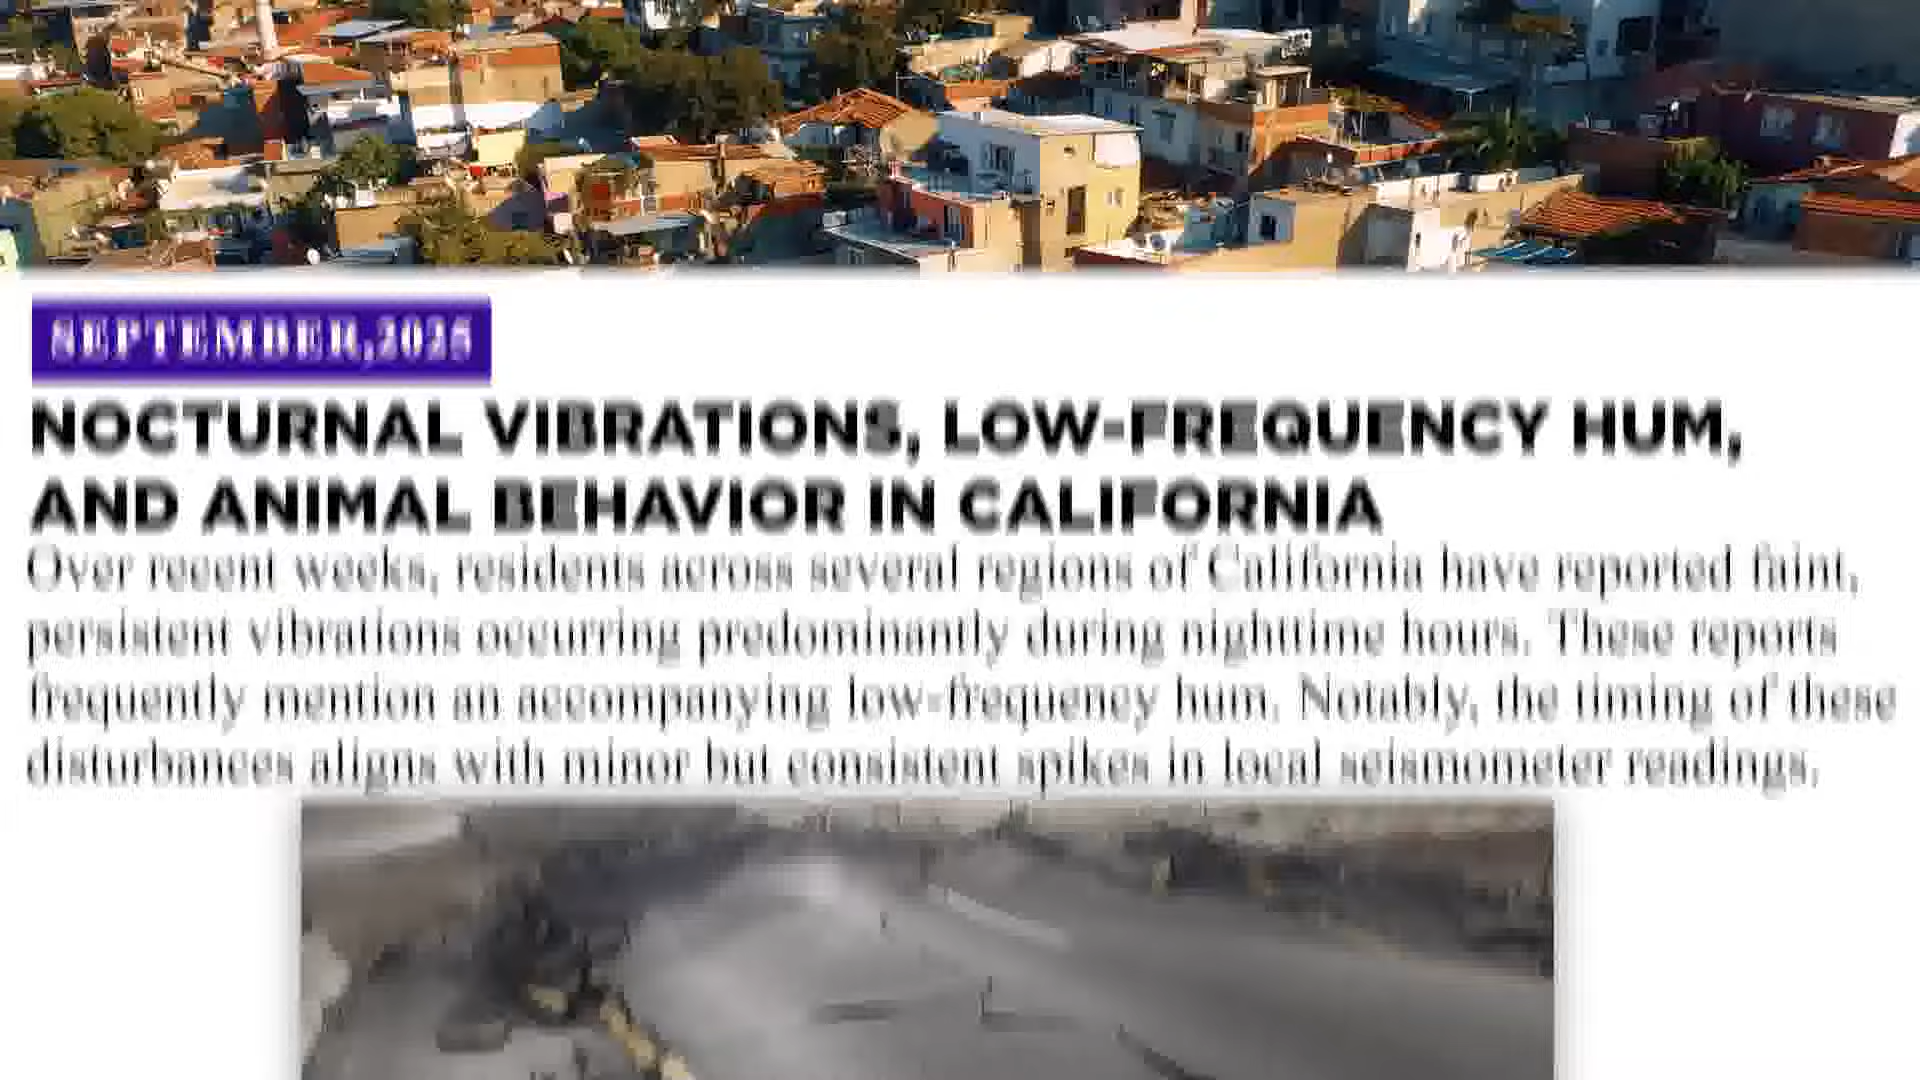 SEPTEMBER,2025
NOCTURNAL VIBRATIONS, LOW-FREQUENCY HUM,
AND ANIMAL BEHAVIOR IN CALIFORNIA
Over recent weeks, residents across several regions of California have reported faint,
persistent vibrations occurring predominantly during nighttime hours. These reports
frequently mention an accompanying low-frequency hum. Notably, the timing of these
disturbances aligns with minor but consistent spikes in local seismometer readings.